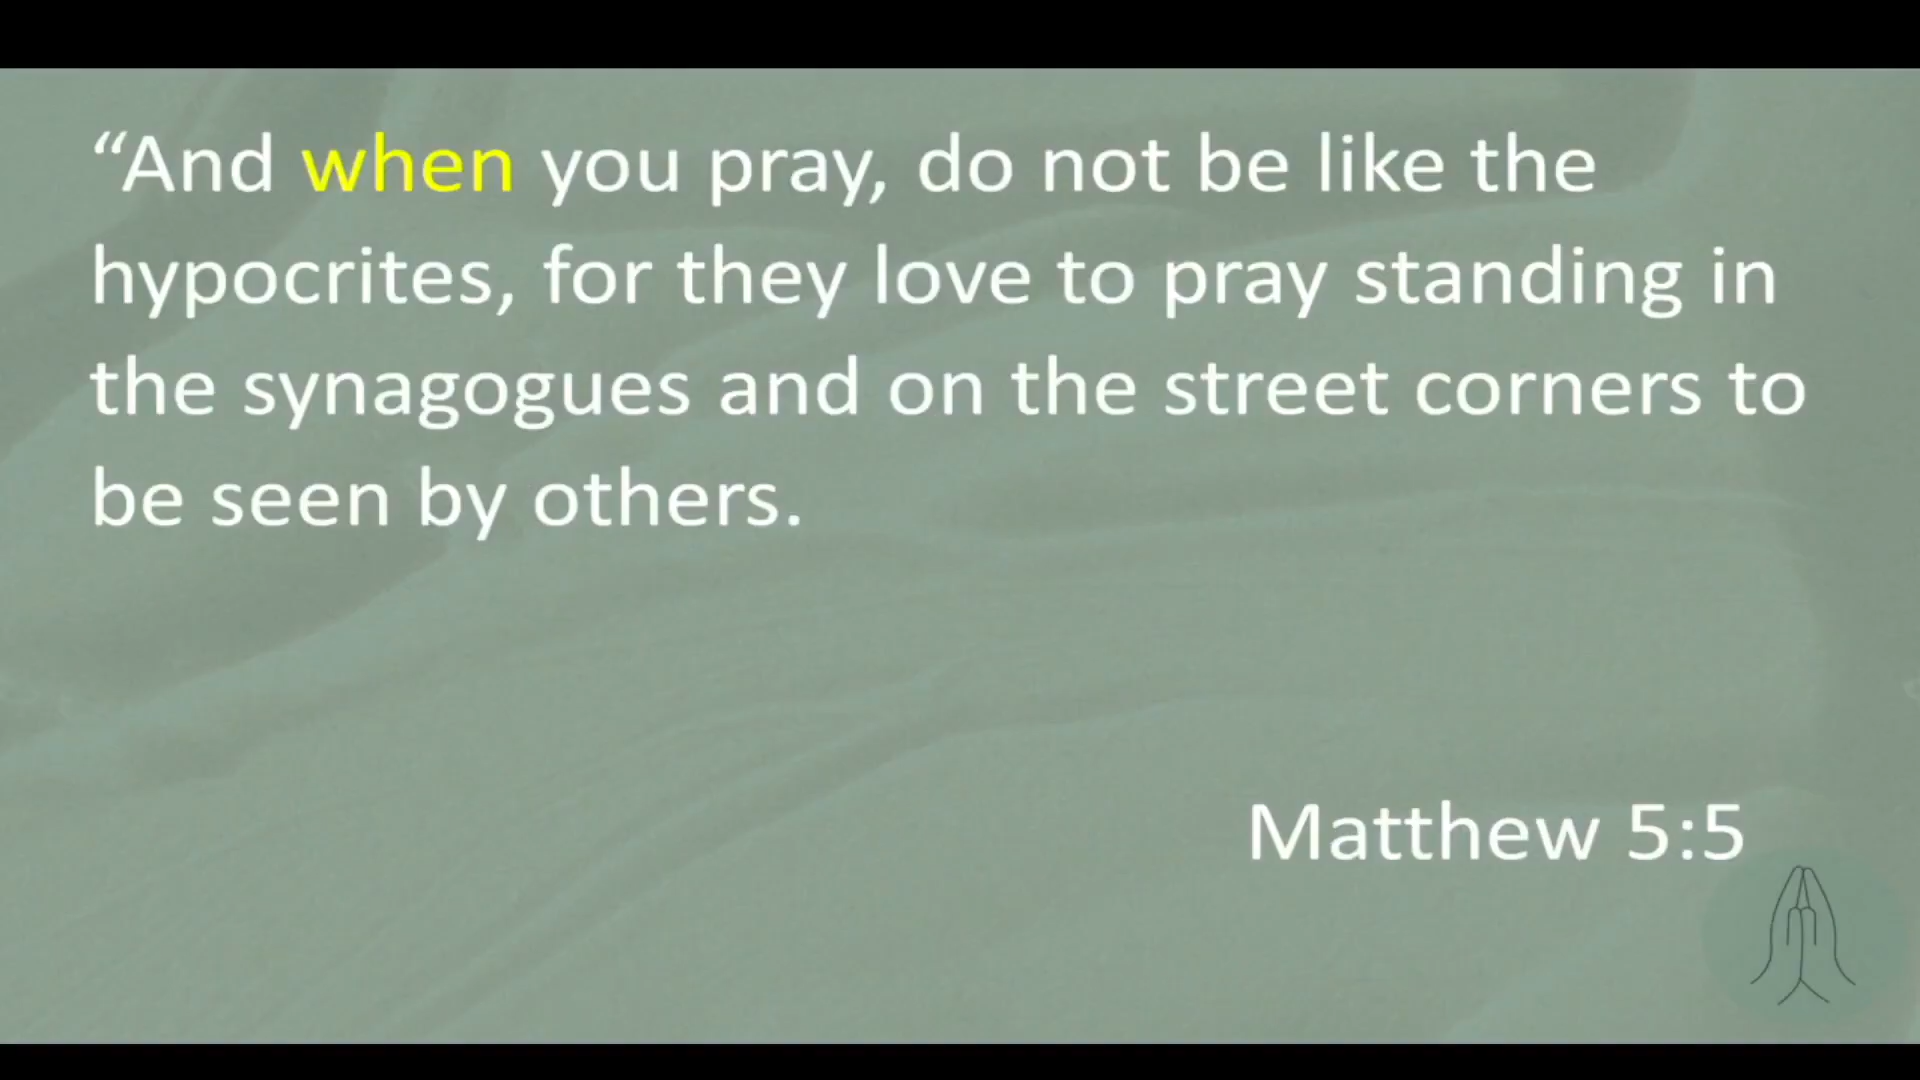 “And when you pray, do not be like the
hypocrites, for they love to pray standing in
the synagogues and on the street corners to
be seen by others.
Matthew 5:5